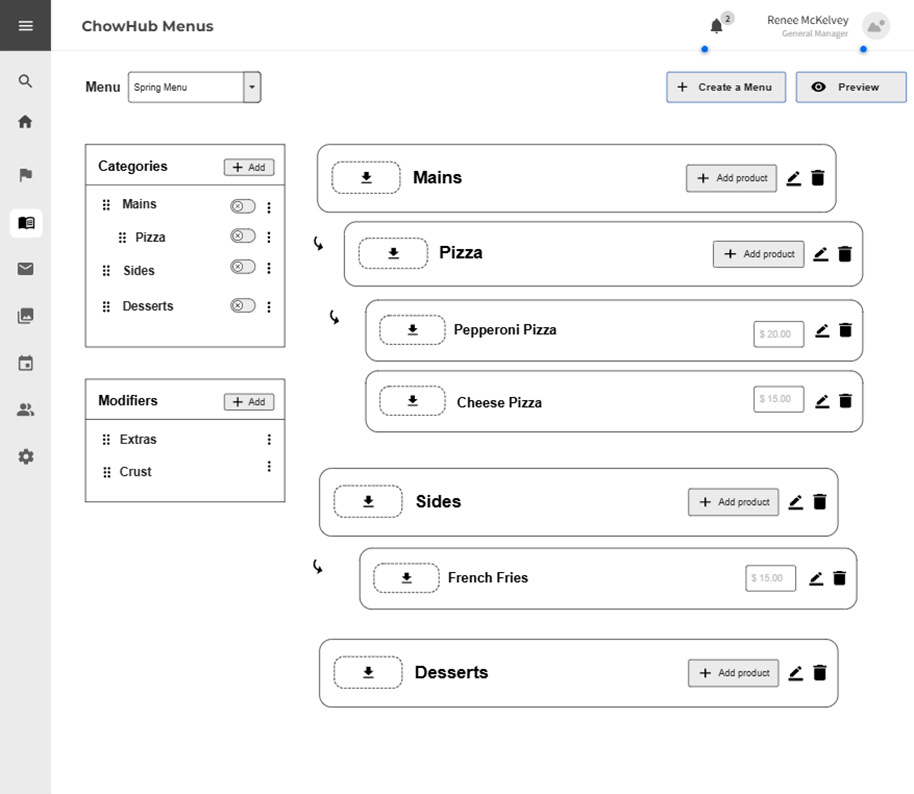 ChowHub Menus
2
Renee McKelvey
General Manager
Menu
Spring Menu
Create a Menu
Preview
Categories
Add
Mains
Pizza
Sides
Desserts
Modifiers
Add
Extras
Crust
Mains
Add product
Pizza
Add product
Pepperoni Pizza
$ 20.00
Cheese Pizza
$ 15.00
Sides
Add product
French Fries
$ 15.00
Desserts
Add product